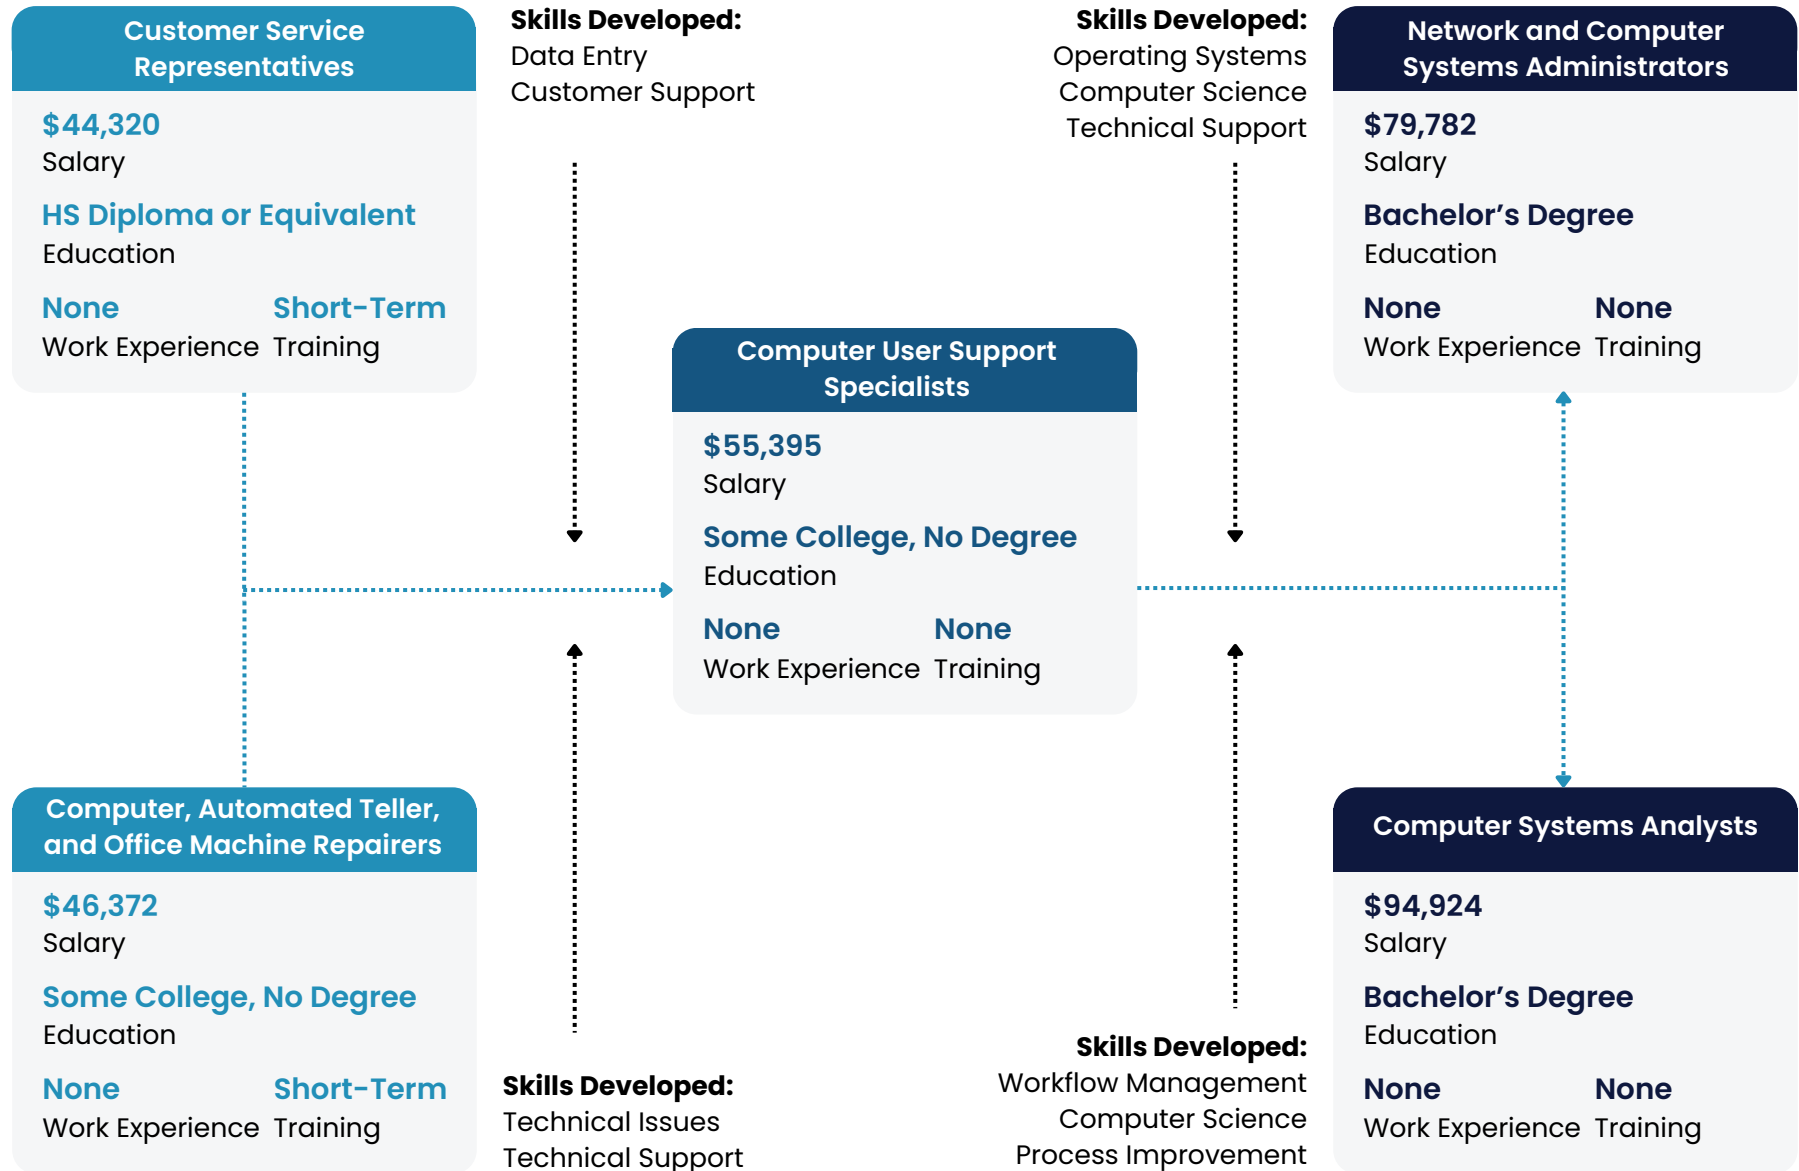 Customer Service
Representatives
$44,320
Salary
HS Diploma or Equivalent
Education
None Short-Term
Work Experience Training
Skills Developed:
Data Entry
Customer Support
Skills Developed:
Operating Systems
Computer Science
Technical Support
Network and Computer
Systems Administrators
$79,782
Salary
Bachelor’s Degree
Education
None None
Work Experience Training
Computer User Support
Specialists
$55,395
Salary
Some College, No Degree
Education
None None
Work Experience Training
Computer, Automated Teller,
and Office Machine Repairers
$46,372
Salary
Some College, No Degree
Education
None Short-Term
Work Experience Training
Skills Developed:
Technical Issues
Technical Support
Skills Developed:
Workflow Management
Computer Science
Process Improvement
Computer Systems Analysts
$94,924
Salary
Bachelor’s Degree
Education
None None
Work Experience Training